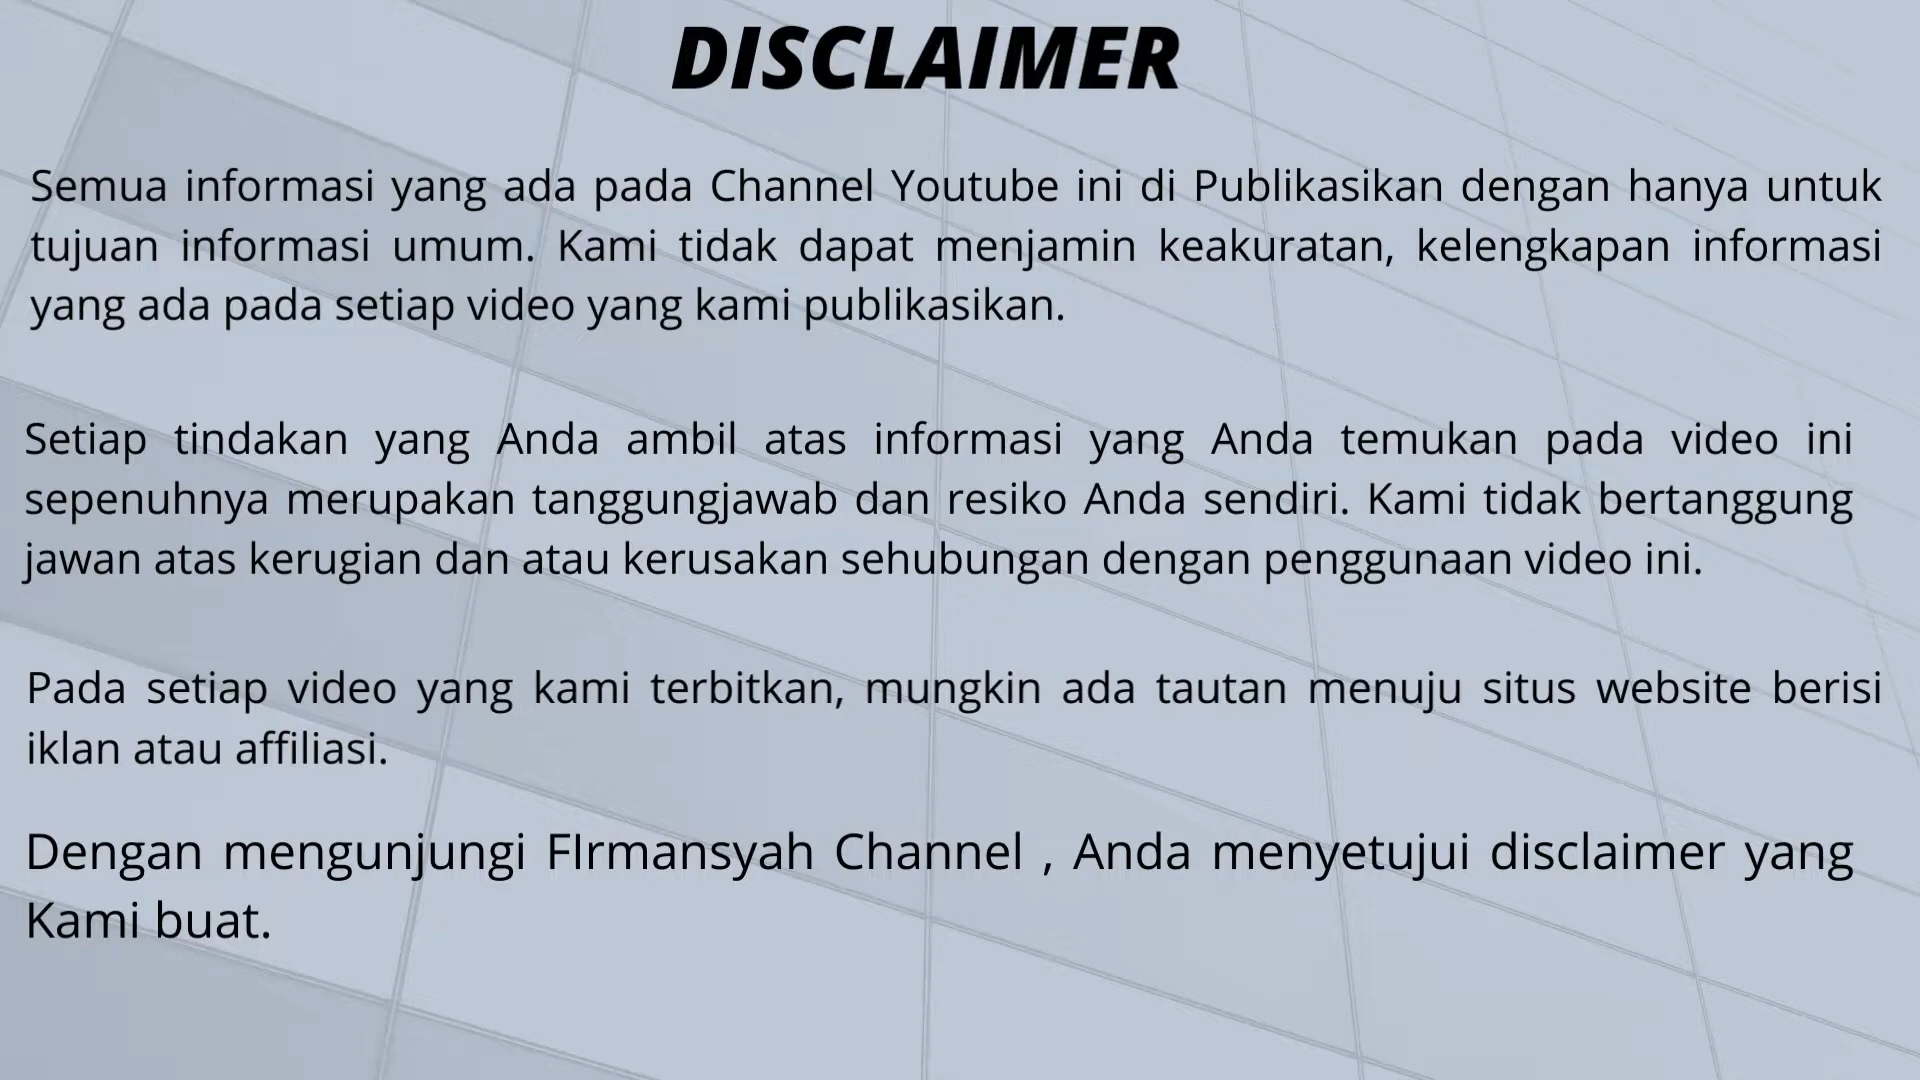 DISCLAIMER
Semua informasi yang ada pada Channel Youtube ini di Publikasikan dengan hanya untuk
tujuan informasi umum. Kami tidak dapat menjamin keakuratan, kelengkapan informasi
yang ada pada setiap video yang kami publikasikan.
Setiap tindakan yang Anda ambil atas informasi yang Anda temukan pada video ini
sepenuhnya merupakan tanggungjawab dan resiko Anda sendiri. Kami tidak bertanggung
jawan atas kerugian dan atau kerusakan sehubungan dengan penggunaan video ini.
Pada setiap video yang kami terbitkan, mungkin ada tautan menuju situs website berisi
iklan atau affiliasi.
Dengan mengunjungi FIrmansyah Channel , Anda menyetujui disclaimer yang
Kami buat.